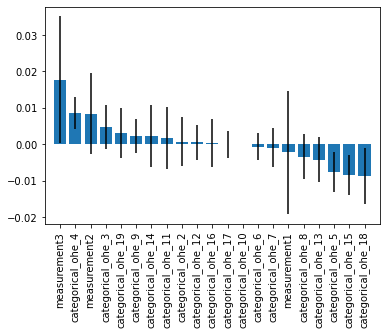 0.03
0.02
0.01
0.00
−0.01
−0.02
measurement3
categorical_ohe_4
measurement2
categorical_ohe_3
categorical_ohe_19
categorical_ohe_9
categorical_ohe_14
categorical_ohe_11
categorical_ohe_2
categorical_ohe_12
categorical_ohe_16
categorical_ohe_17
categorical_ohe_10
categorical_ohe_6
categorical_ohe_7
measurement1
categorical_ohe_8
categorical_ohe_13
categorical_ohe_5
categorical_ohe_15
categorical_ohe_18